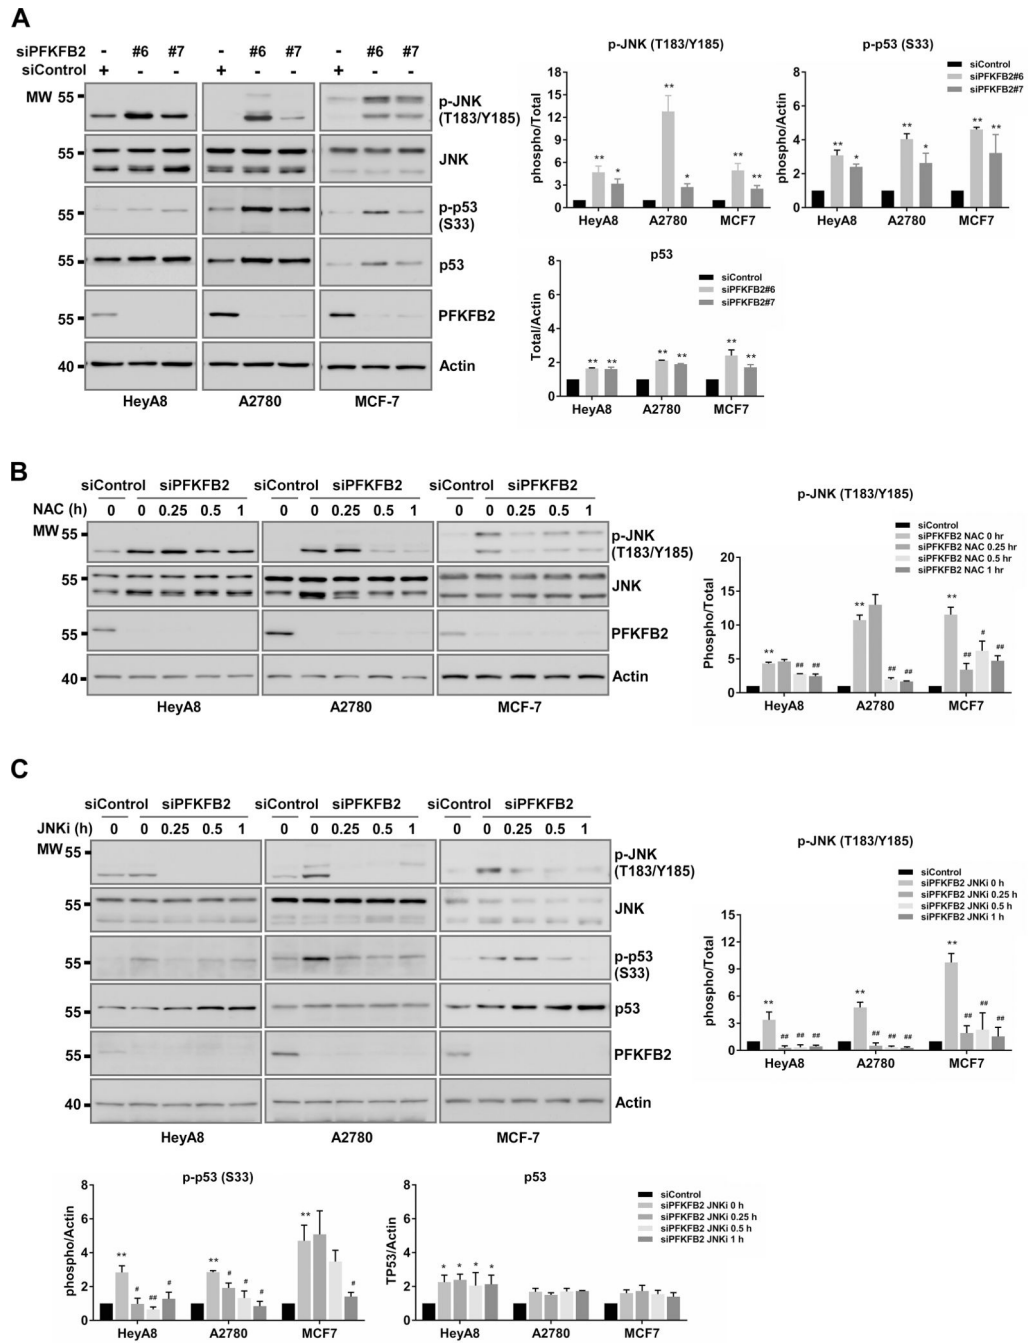 A
siPFKFB2 - #6 #7 - #6 #7 - #6 #7
siControl + - - + - - + - -
MW 55
p-JNK
(T183/Y185)
55
JNK
55
p-p53
(S33)
55
p53
55
PFKFB2
40
Actin
HeyA8 A2780 MCF-7
p-JNK (T183/Y185)
phospho/Total
18
15
12
9
6
3
0
** * ** * ** **
HeyA8 A2780 MCF7
p-p53 (S33)
siControl
siPFKFB2#6
siPFKFB2#7
phospho/Actin
8
6
4
2
0
** * ** * ** **
HeyA8 A2780 MCF7
p53
siControl
siPFKFB2#6
siPFKFB2#7
Total/Actin
8
6
4
2
0
** ** ** ** ** **
HeyA8 A2780 MCF7
B
siControl siPFKFB2 siControl siPFKFB2 siControl siPFKFB2
NAC (h) 0 0 0.25 0.5 1 0 0 0.25 0.5 1 0 0 0.25 0.5 1
MW 55
p-JNK
(T183/Y185)
55
JNK
55
PFKFB2
40
Actin
HeyA8 A2780 MCF-7
p-JNK (T183/Y185)
siControl
siPFKFB2 NAC 0 hr
siPFKFB2 NAC 0.25 hr
siPFKFB2 NAC 0.5 hr
siPFKFB2 NAC 1 hr
Phospho/Total
20
15
10
5
0
** ## ## ** ## ## ** ## # ##
HeyA8 A2780 MCF7
C
siControl siPFKFB2 siControl siPFKFB2 siControl siPFKFB2
JNKi (h) 0 0 0.25 0.5 1 0 0 0.25 0.5 1 0 0 0.25 0.5 1
MW 55
p-JNK
(T183/Y185)
55
JNK
55
p-p53
(S33)
55
p53
55
PFKFB2
40
Actin
HeyA8 A2780 MCF-7
p-JNK (T183/Y185)
siControl
siPFKFB2 JNKi 0 h
siPFKFB2 JNKi 0.25 h
siPFKFB2 JNKi 0.5 h
siPFKFB2 JNKi 1 h
phospho/Total
15
12
9
6
3
0
** ## ## ## ** ## ## ## ** ## ## ##
HeyA8 A2780 MCF7
p-p53 (S33)
phospho/Actin
8
6
4
2
0
** # ## # ** # # # ** #
HeyA8 A2780 MCF7
p53
siControl
siPFKFB2 JNKi 0 h
siPFKFB2 JNKi 0.25 h
siPFKFB2 JNKi 0.5 h
siPFKFB2 JNKi 1 h
TP53/Actin
8
6
4
2
0
* * * *
HeyA8 A2780 MCF7